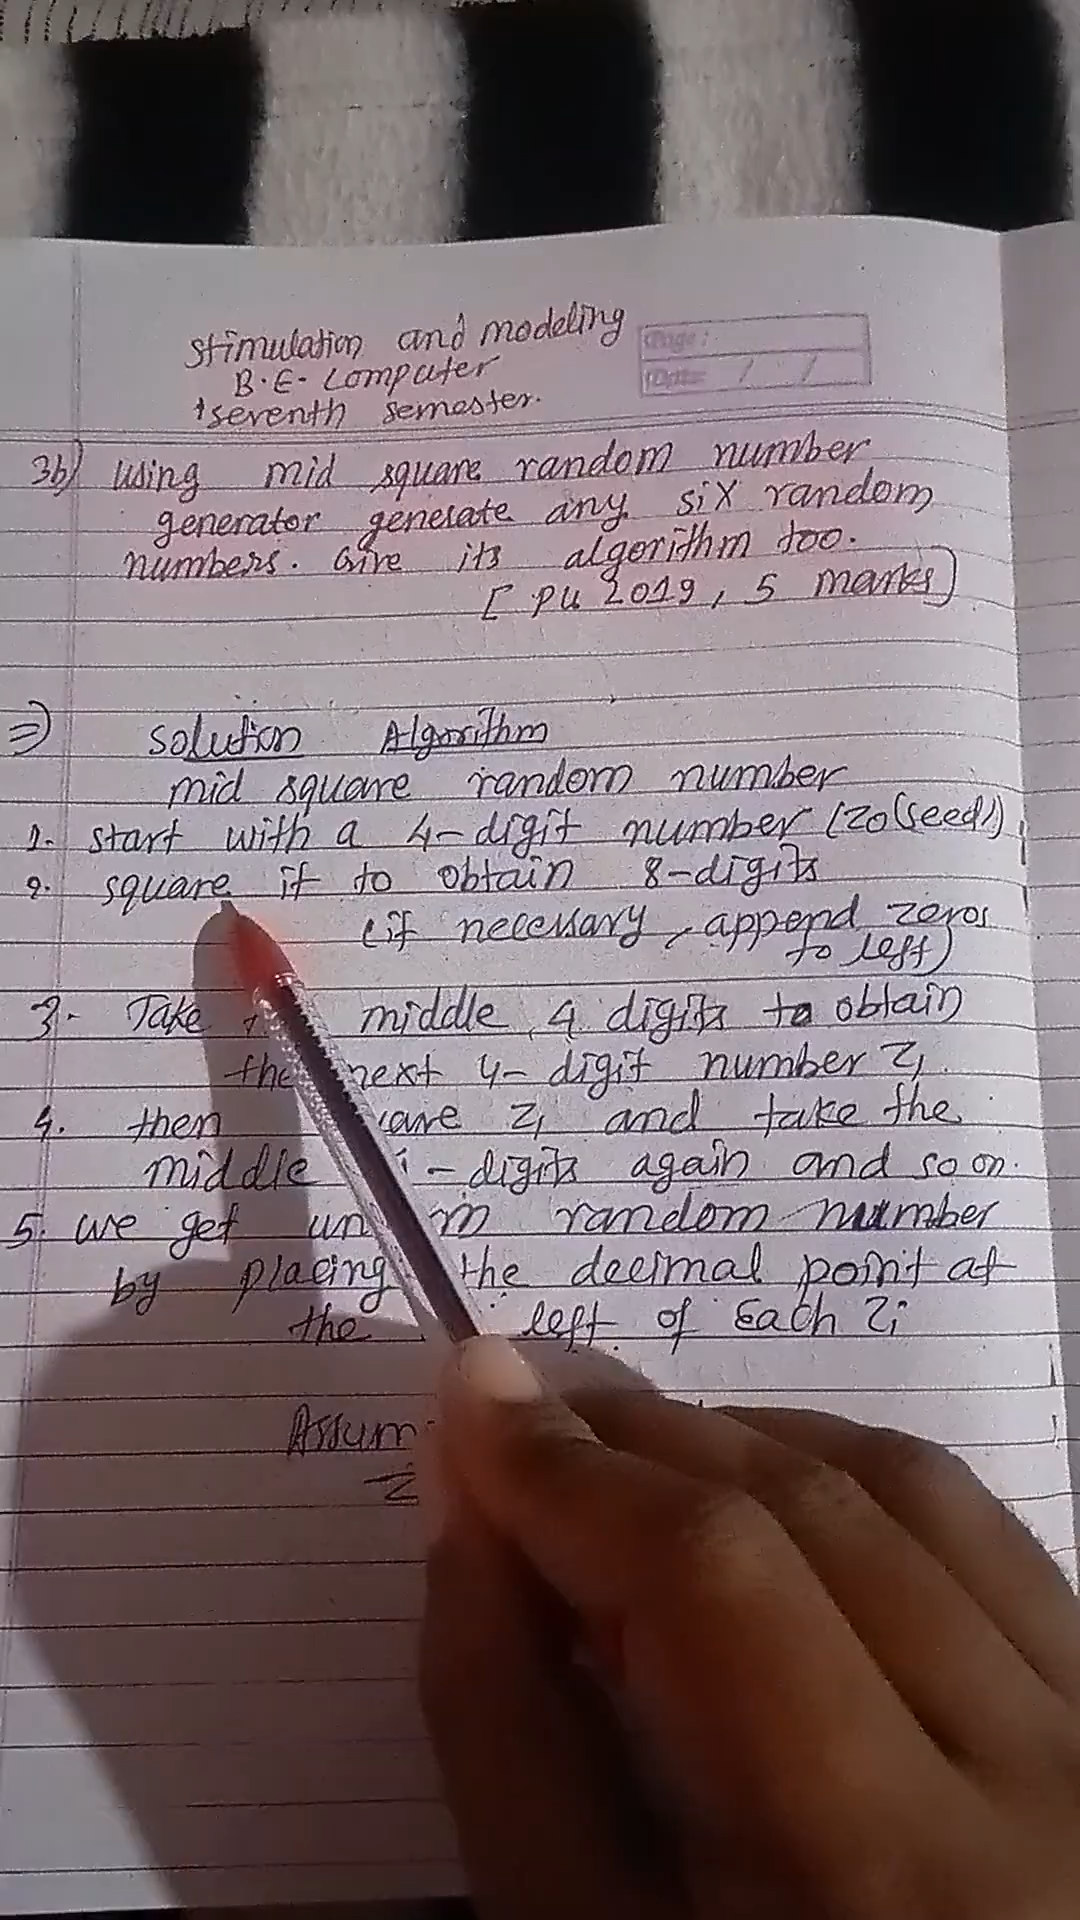 Stimulation and modeling
B.E. Computer
seventh semester.
Page:
Date: / /
3b) Using mid square random number
generator generate any six random
numbers. Give its algorithm too.
[PU 2019, 5 marks]
=) Solution Algorithm
mid square random number
1. start with a 4-digit number (z0(seed))
2. square it to obtain 8-digits
(if necessary, append zeros
to left)
3. Take middle 4 digits to obtain
the next 4-digit number Z1.
4. then Z1 and take the
middle digits again and so on.
5. we get random number
by placing the decimal point at
the left of Each Zi